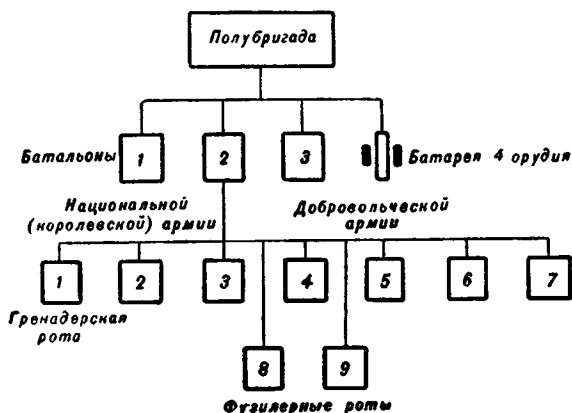 Полубригада
Батальоны 1 2 3 Батарея 4 орудия
Национальной
(королевской) армии
Добровольческой
армии
1 2 3 4 5 6 7
Гренадерская
рота
8 9
Фузилерные роты